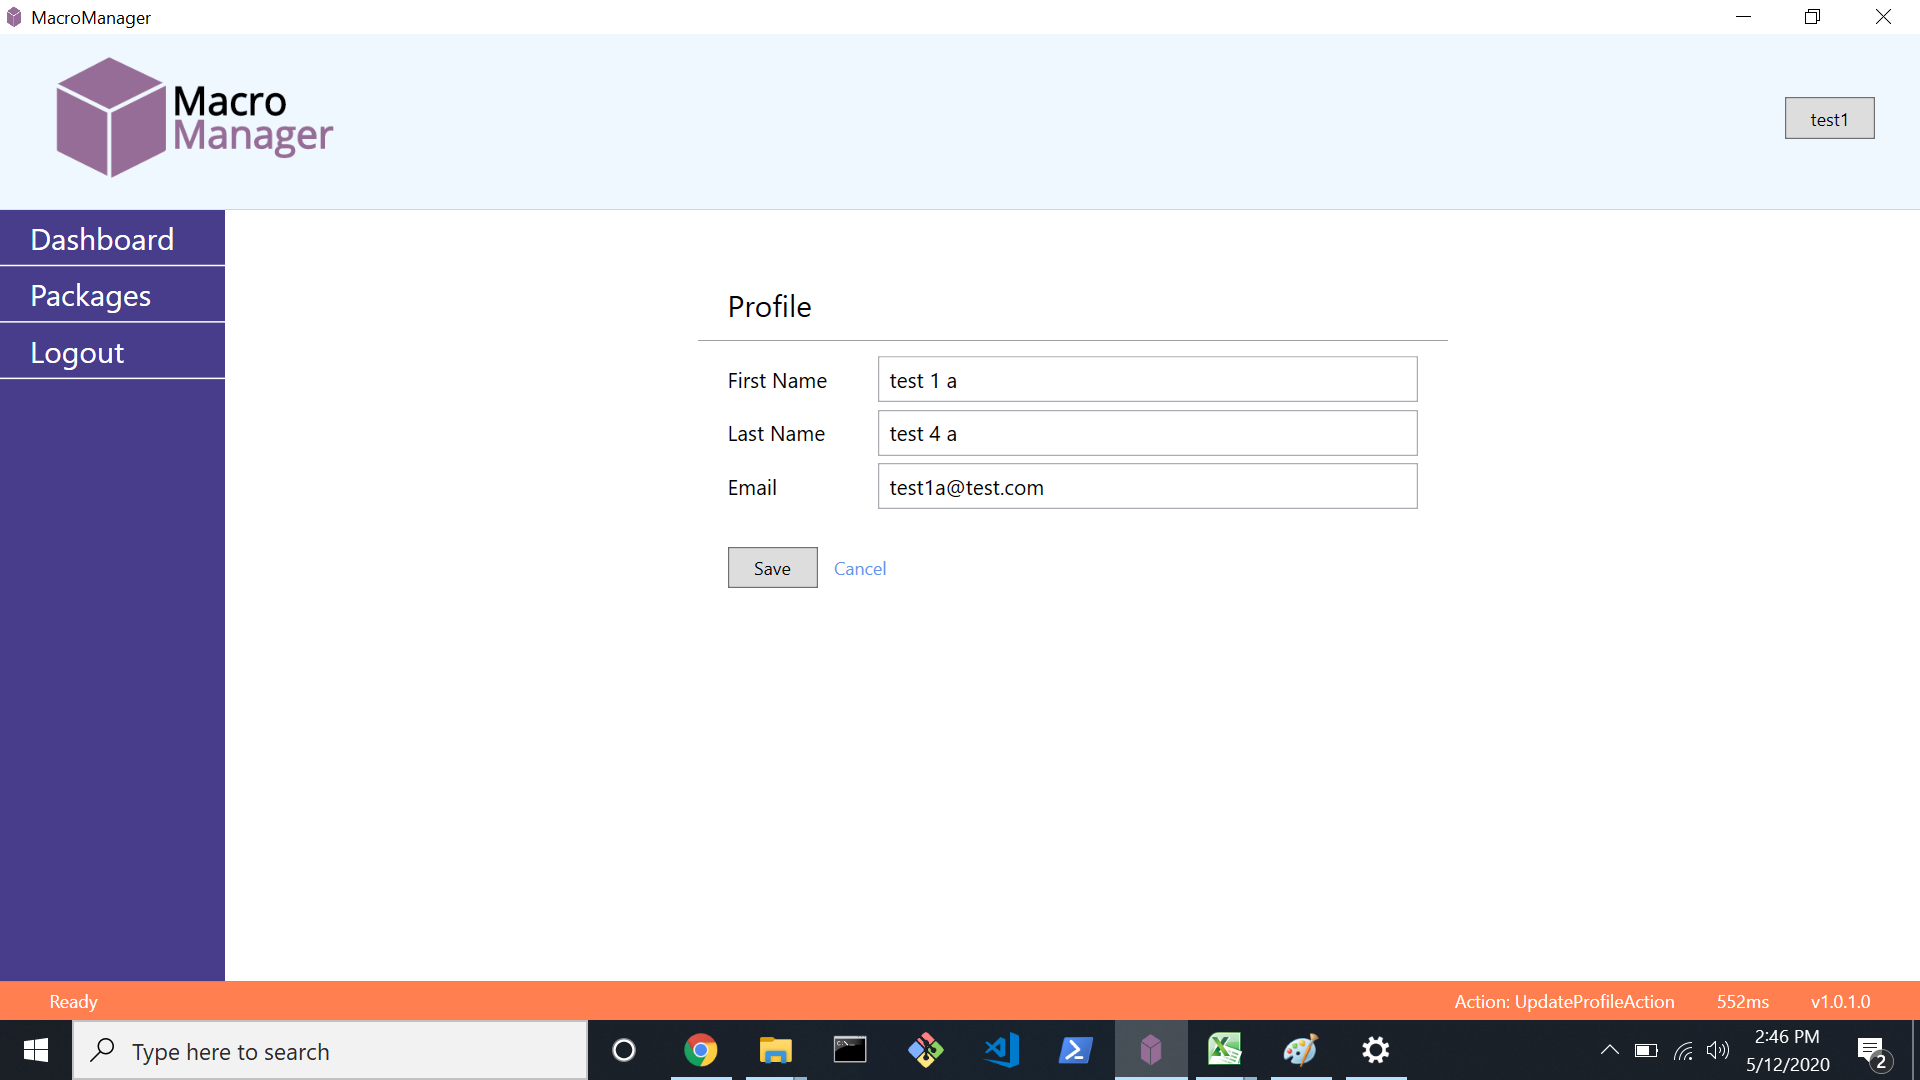 MacroManager
Macro
Manager
test1
Dashboard
Packages
Logout
Profile
First Name test 1 a
Last Name test 4 a
Email test1a@test.com
Save Cancel
Ready Action: UpdateProfileAction 552ms v1.0.1.0
Type here to search
2:46 PM
5/12/2020
2